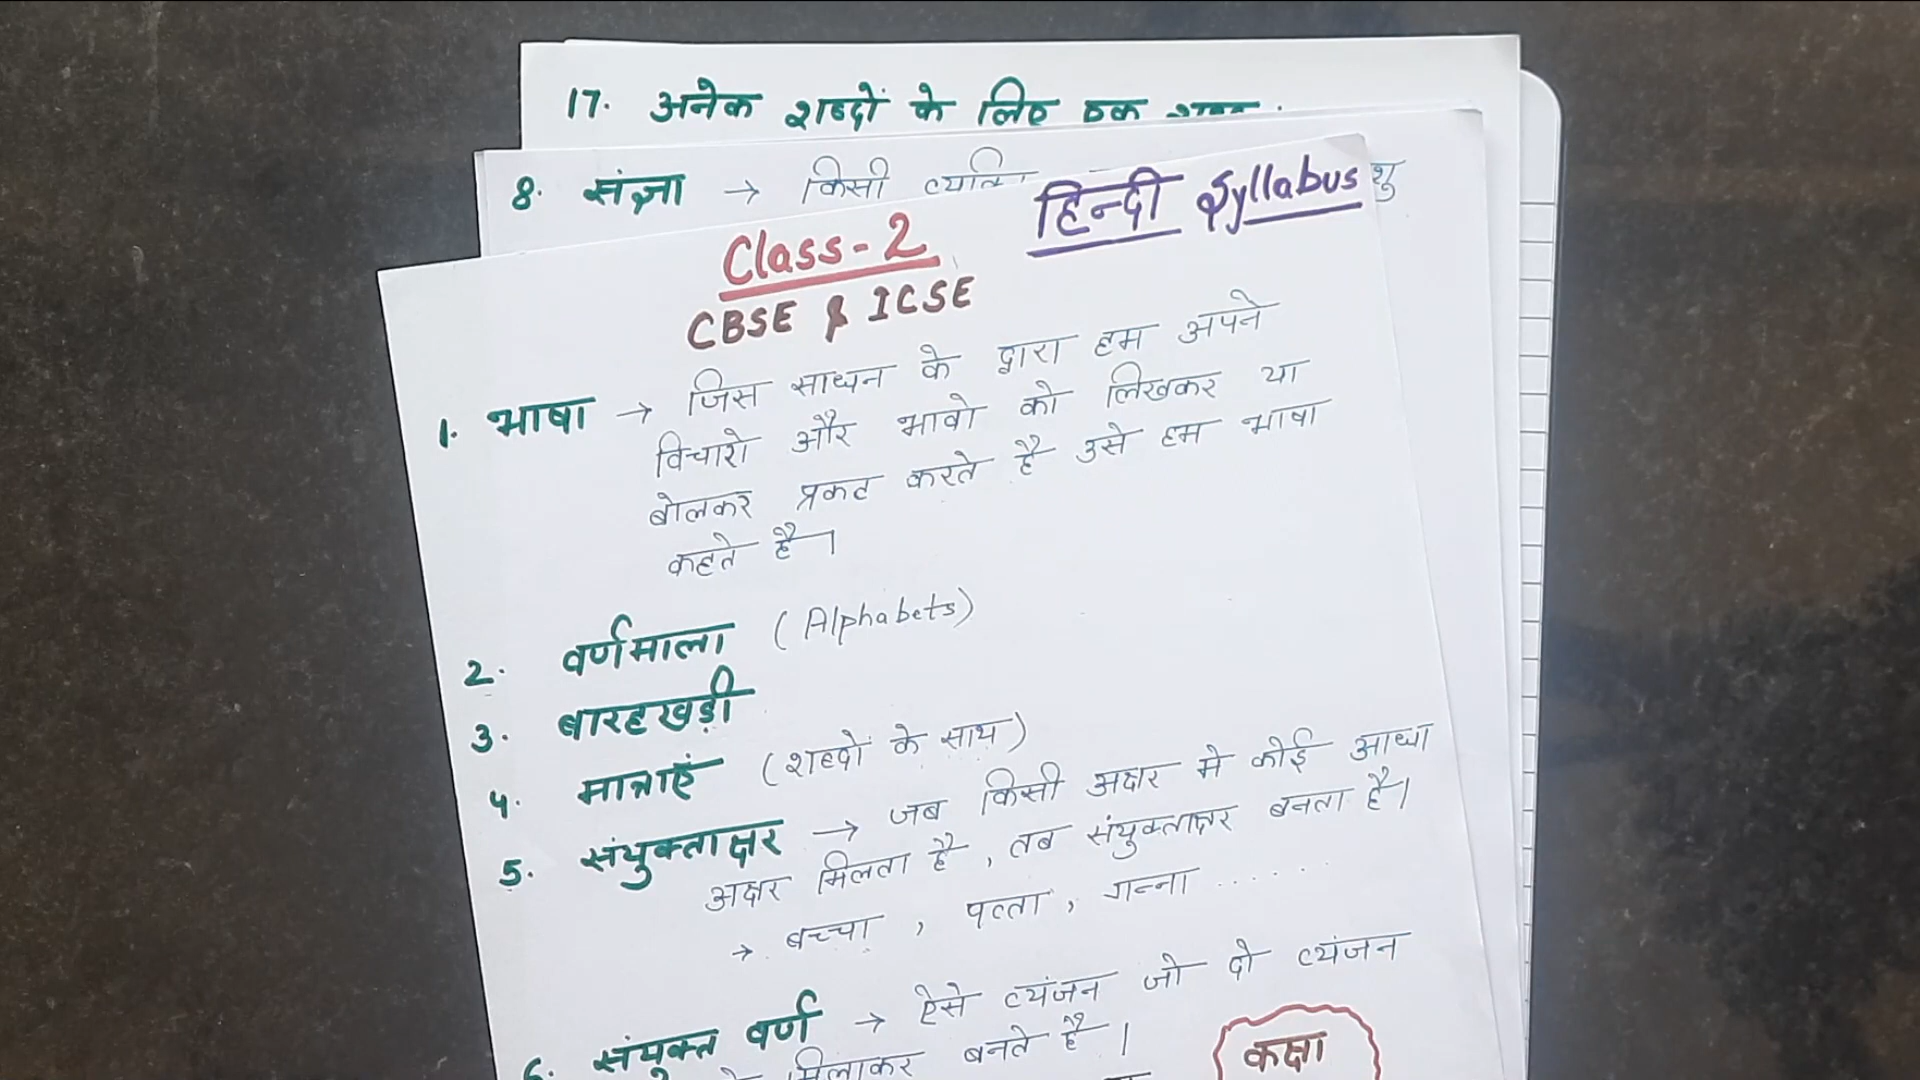 17. अनेक शब्दों के लिए एक
8. संज्ञा → किसी
हिन्दी Syllabus
Class-2
CBSE & ICSE
1. भाषा → जिस साधन के द्वारा हम अपने
विचारो और भावो को लिखकर या
बोलकर प्रकट करते है उसे हम भाषा
कहते है।
2. वर्णमाला (Alphabets)
3. बारहखड़ी
4. मात्राएं (शब्दों के साथ)
5. संयुक्ताक्षर → जब किसी अक्षर मे कोई आधा
अक्षर मिलता है, तब संयुक्ताक्षर बनता है।
→ बच्चा, पत्ता, गन्ना .....
6. संयुक्त वर्ण → ऐसे व्यंजन जो दो व्यंजन
मिलाकर बनते है।
कक्षा